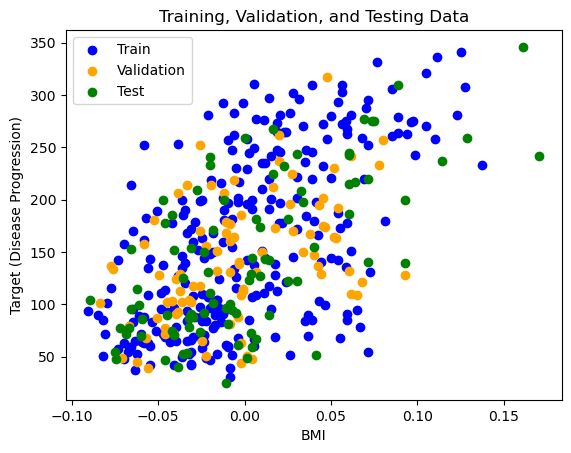 Training, Validation, and Testing Data
Train
Validation
Test
Target (Disease Progression)
350
300
250
200
150
100
50
-0.10
-0.05
0.00
0.05
0.10
0.15
BMI